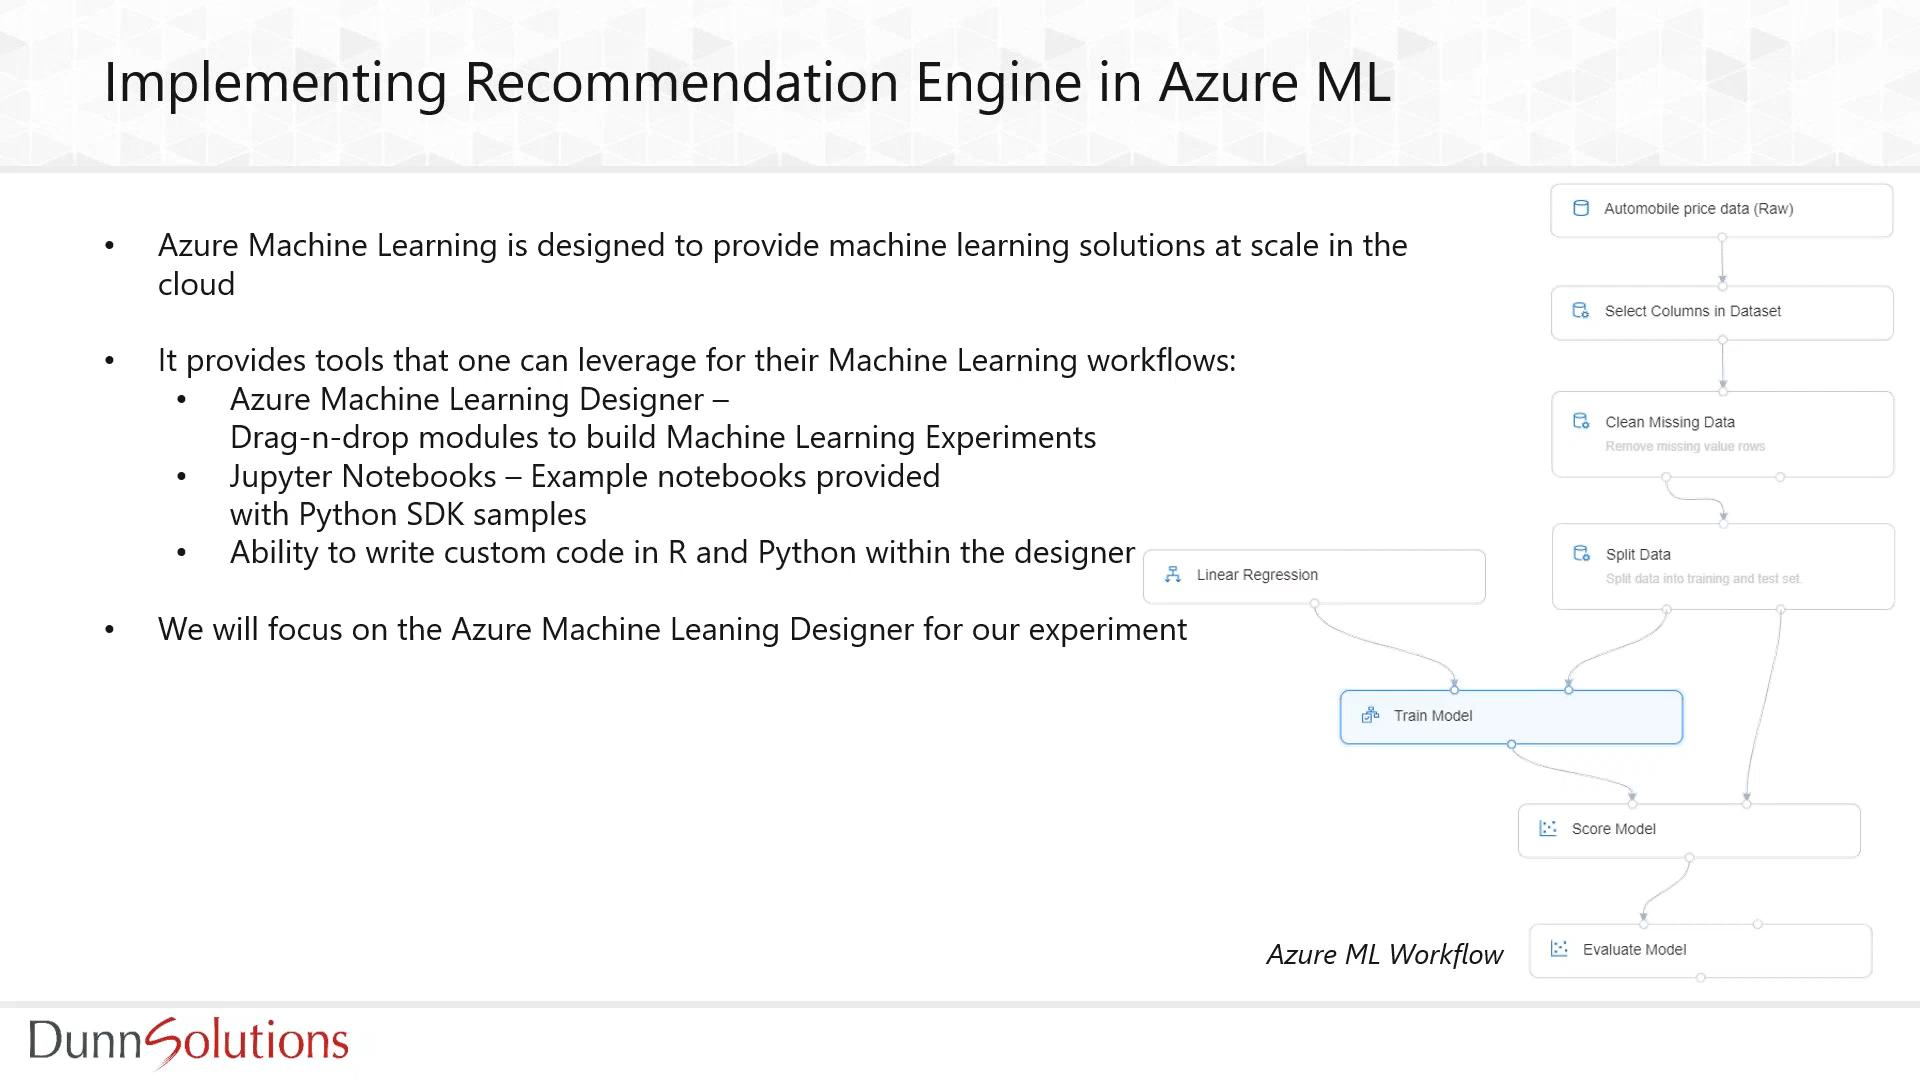 Implementing Recommendation Engine in Azure ML
• Azure Machine Learning is designed to provide machine learning solutions at scale in the
cloud
• It provides tools that one can leverage for their Machine Learning workflows:
• Azure Machine Learning Designer –
Drag-n-drop modules to build Machine Learning Experiments
• Jupyter Notebooks – Example notebooks provided
with Python SDK samples
• Ability to write custom code in R and Python within the designer
• We will focus on the Azure Machine Leaning Designer for our experiment
Automobile price data (Raw)
Select Columns in Dataset
Clean Missing Data
Remove missing value rows
Split Data
Split data into training and test set.
Linear Regression
Train Model
Score Model
Evaluate Model
Azure ML Workflow
DunnSolutions